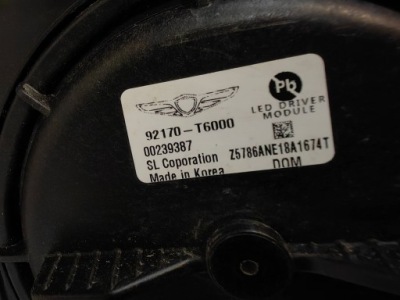 Pb
LED DRIVER
MODULE
92170-T6000
00239387
SL Coporation Z5786ANE18A1674T
Made in Korea DOM